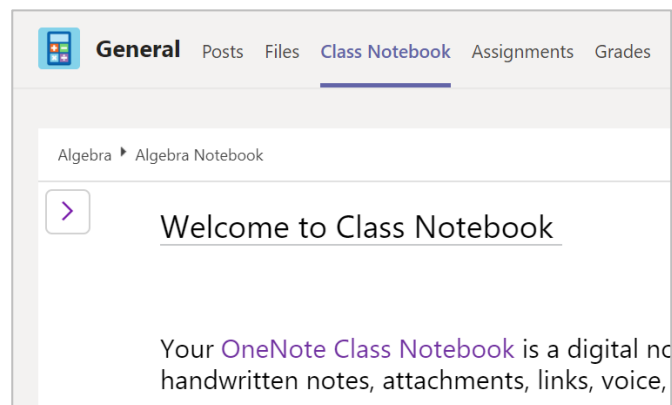 General Posts Files Class Notebook Assignments Grades
Algebra Algebra Notebook
Welcome to Class Notebook
Your OneNote Class Notebook is a digital
handwritten notes, attachments, links, voice,